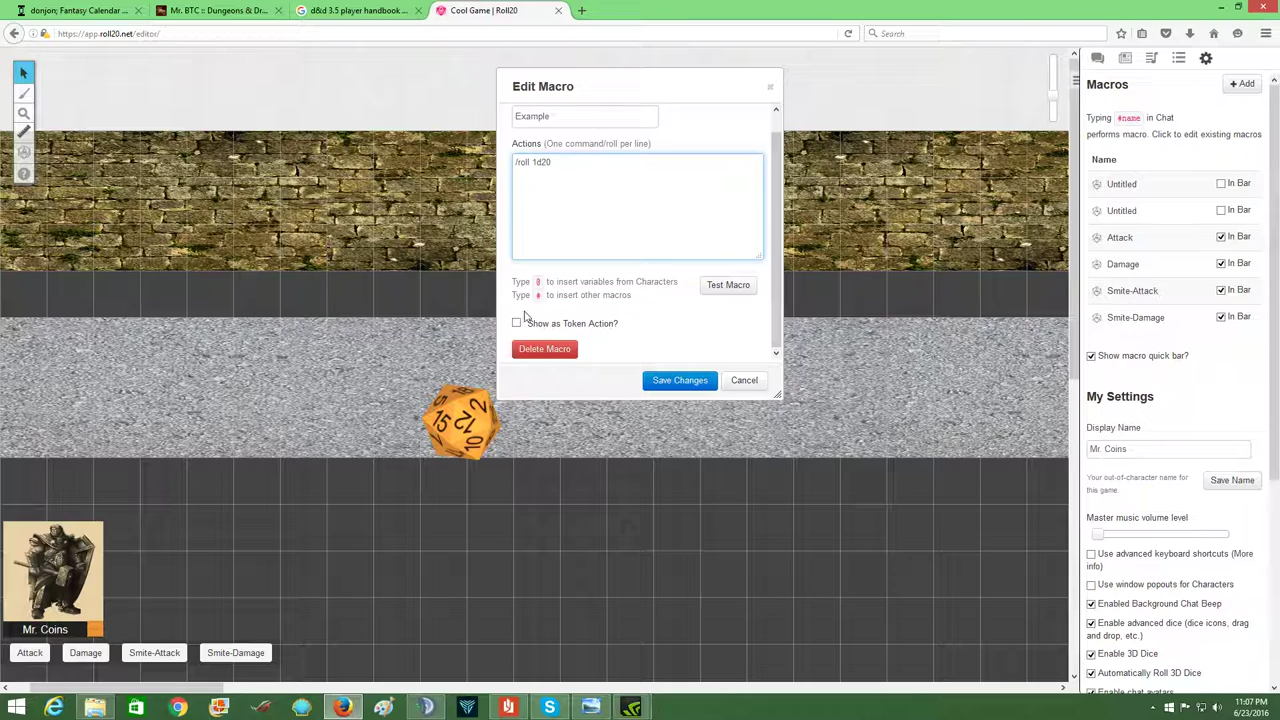 donjon; Fantasy Calendar ...
Mr. BTC :: Dungeons & Dr...
d&d 3.5 player handbook ...
Cool Game | Roll20
https://app.roll20.net/editor/
Search
Edit Macro
Example
Actions (One command/roll per line)
/roll 1d20
Type @ to insert variables from Characters
Type # to insert other macros
Test Macro
Show as Token Action?
Delete Macro
Save Changes
Cancel
Macros
+ Add
Typing #name in Chat
performs macro. Click to edit existing macros
Name
Untitled In Bar
Untitled In Bar
Attack In Bar
Damage In Bar
Smite-Attack In Bar
Smite-Damage In Bar
Show macro quick bar?
My Settings
Display Name
Mr. Coins
Your out-of-character name for
this game.
Save Name
Master music volume level
Use advanced keyboard shortcuts (More
info)
Use window popouts for Characters
Enabled Background Chat Beep
Enable advanced dice (dice icons, drag
and drop, etc.)
Enable 3D Dice
Automatically Roll 3D Dice
Enable chat avatars
5 2 15 12 10
Mr. Coins
Attack Damage Smite-Attack Smite-Damage
11:07 PM
6/23/2016